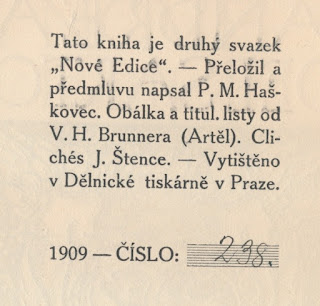 Tato kniha je druhý svazek
„Nové Edice“. — Přeložil a
předmluvu napsal P. M. Haš-
kovec. Obálka a titul. listy od
V. H. Brunnera (Artěl). Cli-
chés J. Štence. — Vytištěno
v Dělnické tiskárně v Praze.
1909 — ČÍSLO: 238.